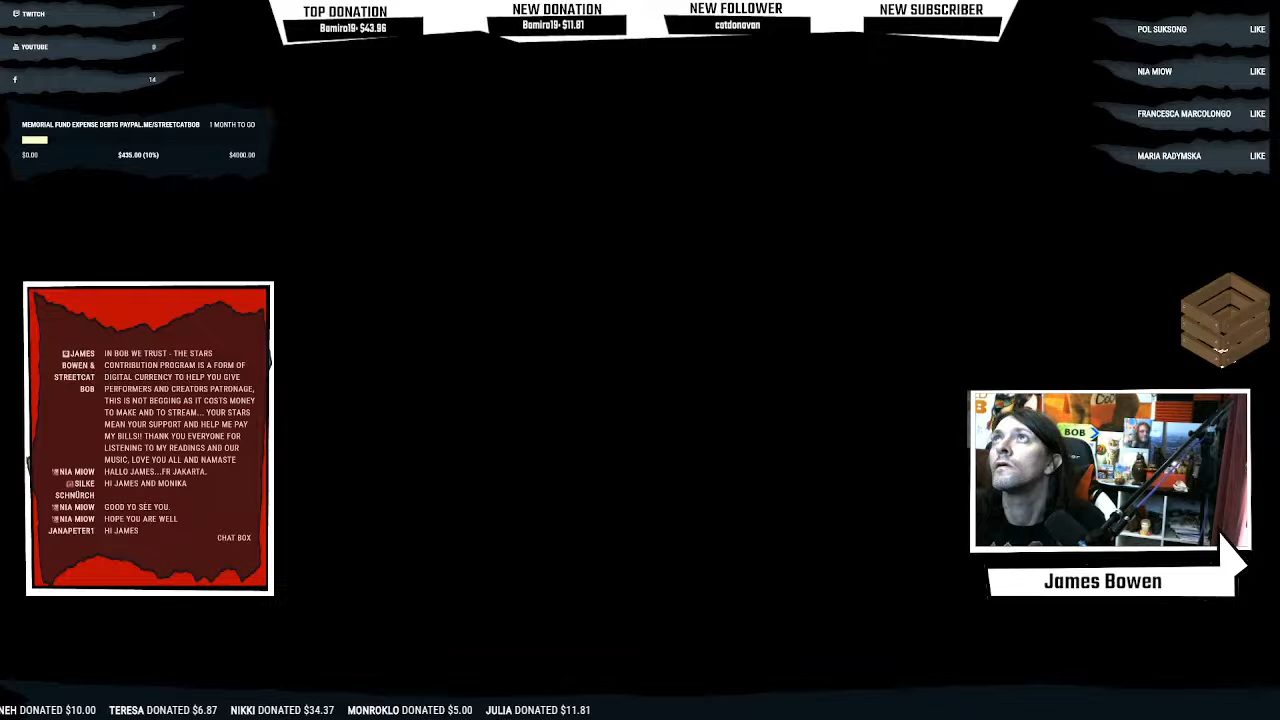 TWITCH 1
YOUTUBE 0
14
MEMORIAL FUND EXPENSE DEBTS PAYPAL.ME/STREETCATBOB 1 MONTH TO GO
$0.00 $435.00 (10%) $4000.00
TOP DONATION
Bamiro19· $43.96
NEW DONATION
Bamiro19· $11.81
NEW FOLLOWER
catdonovan
NEW SUBSCRIBER
POL SUKSONG LIKE
NIA MIOW LIKE
FRANCESCA MARCOLONGO LIKE
MARIA RADYMSKA LIKE
JAMES IN BOB WE TRUST - THE STARS
BOWEN & CONTRIBUTION PROGRAM IS A FORM OF
STREETCAT DIGITAL CURRENCY TO HELP YOU GIVE
BOB PERFORMERS AND CREATORS PATRONAGE,
THIS IS NOT BEGGING AS IT COSTS MONEY
TO MAKE AND TO STREAM... YOUR STARS
MEAN YOUR SUPPORT AND HELP ME PAY
MY BILLS!! THANK YOU EVERYONE FOR
LISTENING TO MY READINGS AND OUR
MUSIC, LOVE YOU ALL AND NAMASTE
NIA MIOW HALLO JAMES...FR JAKARTA.
SILKE HI JAMES AND MONIKA
SCHNÜRCH
NIA MIOW GOOD YO SÉE YOU.
NIA MIOW HOPE YOU ARE WELL
JANAPETER1 HI JAMES
CHAT BOX
BOB
James Bowen
NEH DONATED $10.00 TERESA DONATED $6.87 NIKKI DONATED $34.37 MONROKLO DONATED $5.00 JULIA DONATED $11.81